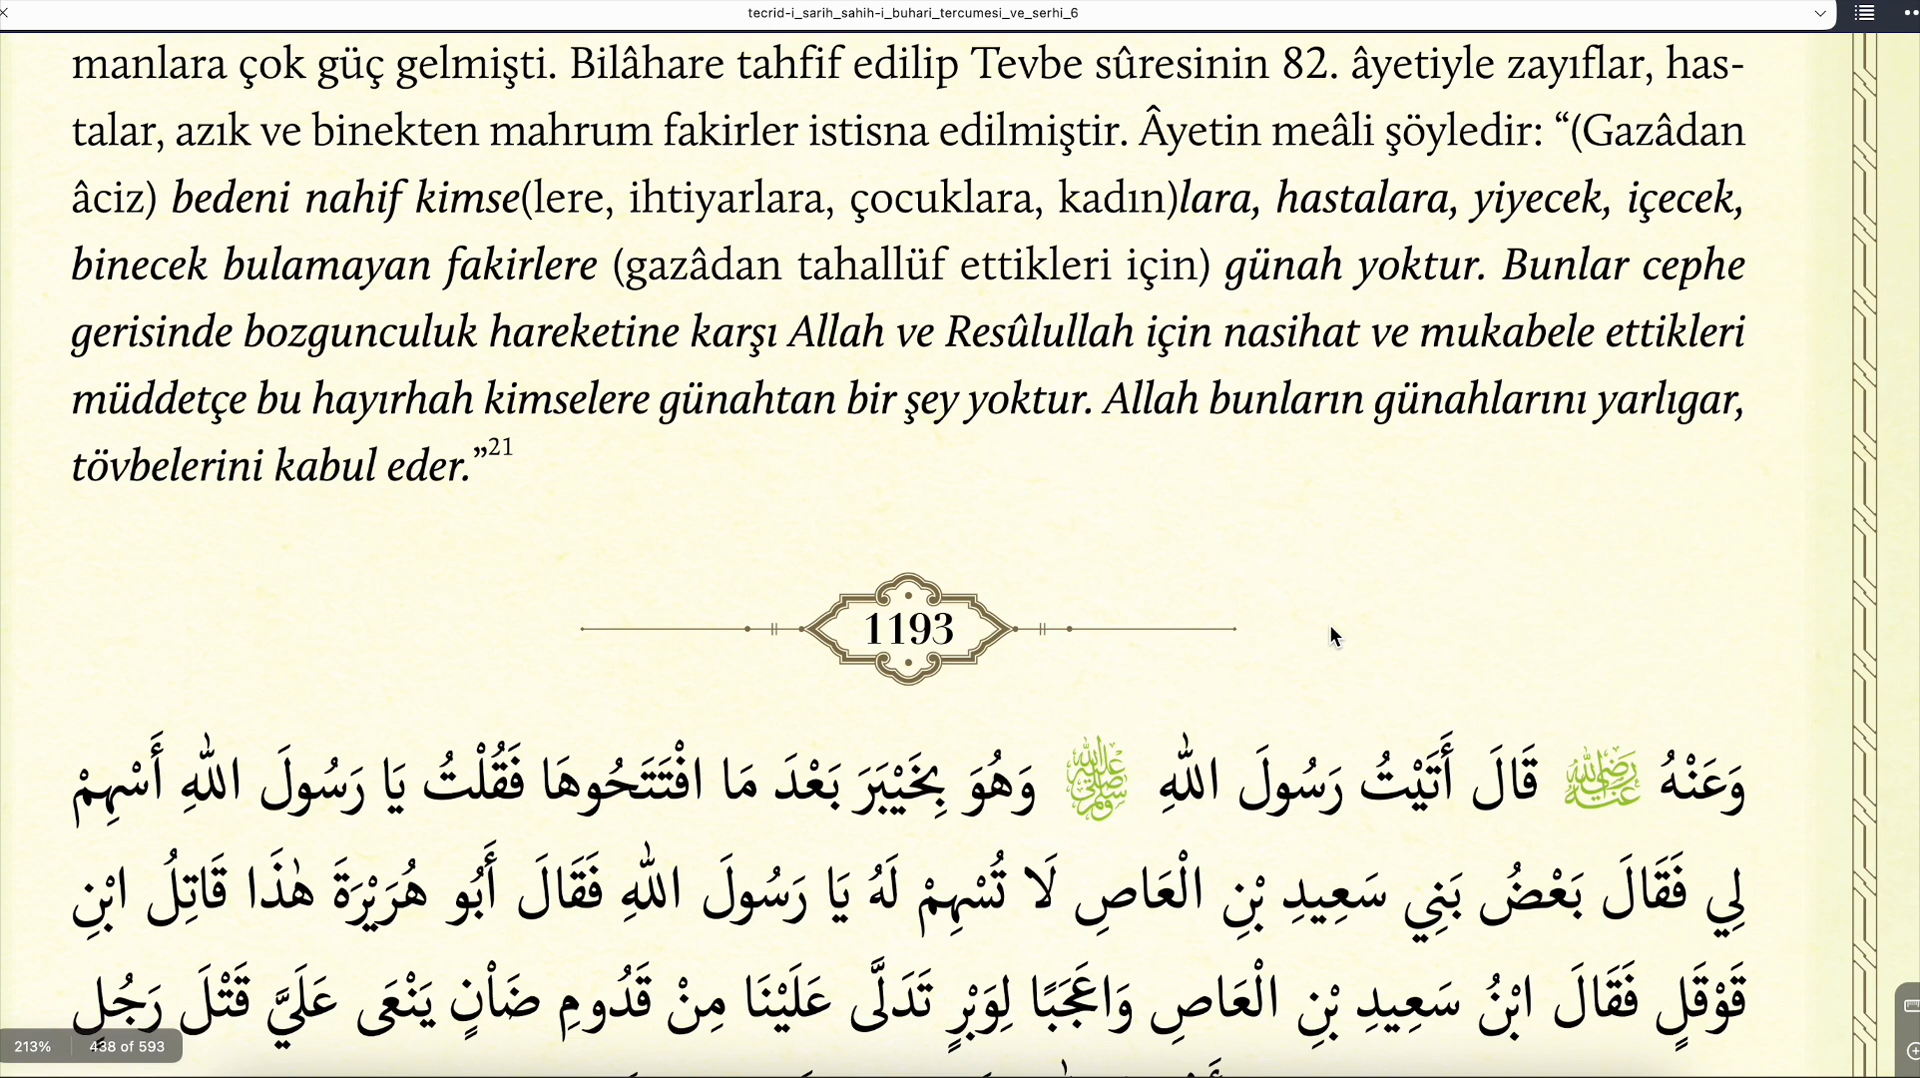 tecrid-i_sarih_sahih-i_buhari_tercumesi_ve_serhi_6
manlara çok güç gelmişti. Bilâhare tahfif edilip Tevbe sûresinin 82. âyetiyle zayıflar, has-
talar, azık ve binekten mahrum fakirler istisna edilmiştir. Âyetin meâli şöyledir: “(Gazâdan
âciz) bedeni nahif kimse(lere, ihtiyarlara, çocuklara, kadın)lara, hastalara, yiyecek, içecek,
binecek bulamayan fakirlere (gazâdan tahallüf ettikleri için) günah yoktur. Bunlar cephe
gerisinde bozgunculuk hareketine karşı Allah ve Resûlullah için nasihat ve mukabele ettikleri
müddetçe bu hayırhah kimselere günahtan bir şey yoktur. Allah bunların günahlarını yarlıgar,
tövbelerini kabul eder.”21
1193
وَعَنْهُ رَضِيَ اللهُ عَنْهُ قَالَ أَتَيْتُ رَسُولَ اللهِ صَلَّى اللهُ عَلَيْهِ وَسَلَّمَ وَهُوَ بِخَيْبَرَ بَعْدَ مَا افْتَتَحُوهَا فَقُلْتُ يَا رَسُولَ اللهِ أَسْهِمْ
لِي فَقَالَ بَعْضُ بَنِي سَعِيدِ بْنِ الْعَاصِ لَا تُسْهِمْ لَهُ يَا رَسُولَ اللهِ فَقَالَ أَبُو هُرَيْرَةَ هٰذَا قَاتِلُ ابْنِ
قَوْقَلٍ فَقَالَ ابْنُ سَعِيدِ بْنِ الْعَاصِ وَاعَجَبًا لِوَبْرٍ تَدَلَّى عَلَيْنَا مِنْ قَدُومِ ضَاْنٍ يَنْعَى عَلَيَّ قَتْلَ رَجُلٍ
213% 438 of 593